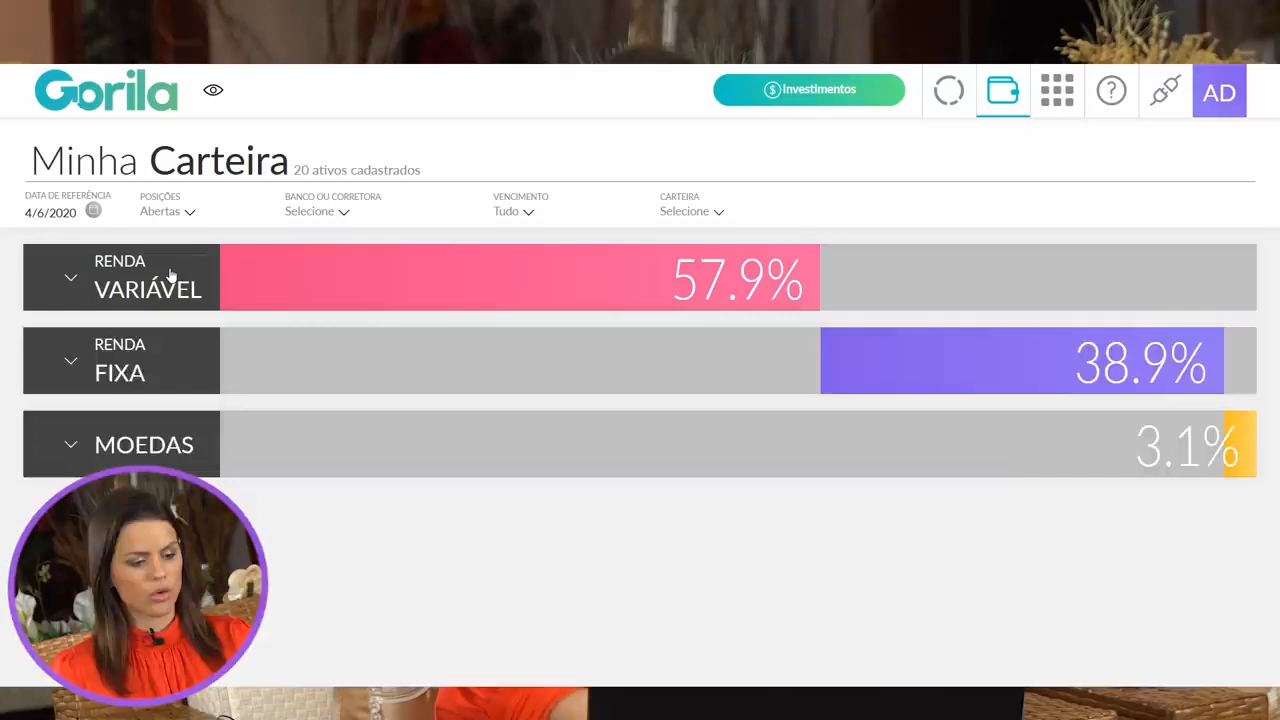 Gorila
Investimentos
?
AD
Minha Carteira 20 ativos cadastrados
DATA DE REFERÊNCIA POSIÇÕES BANCO OU CORRETORA VENCIMENTO CARTEIRA
4/6/2020 Abertas Selecione Tudo Selecione
RENDA
VARIÁVEL
57.9%
RENDA
FIXA
38.9%
MOEDAS
3.1%